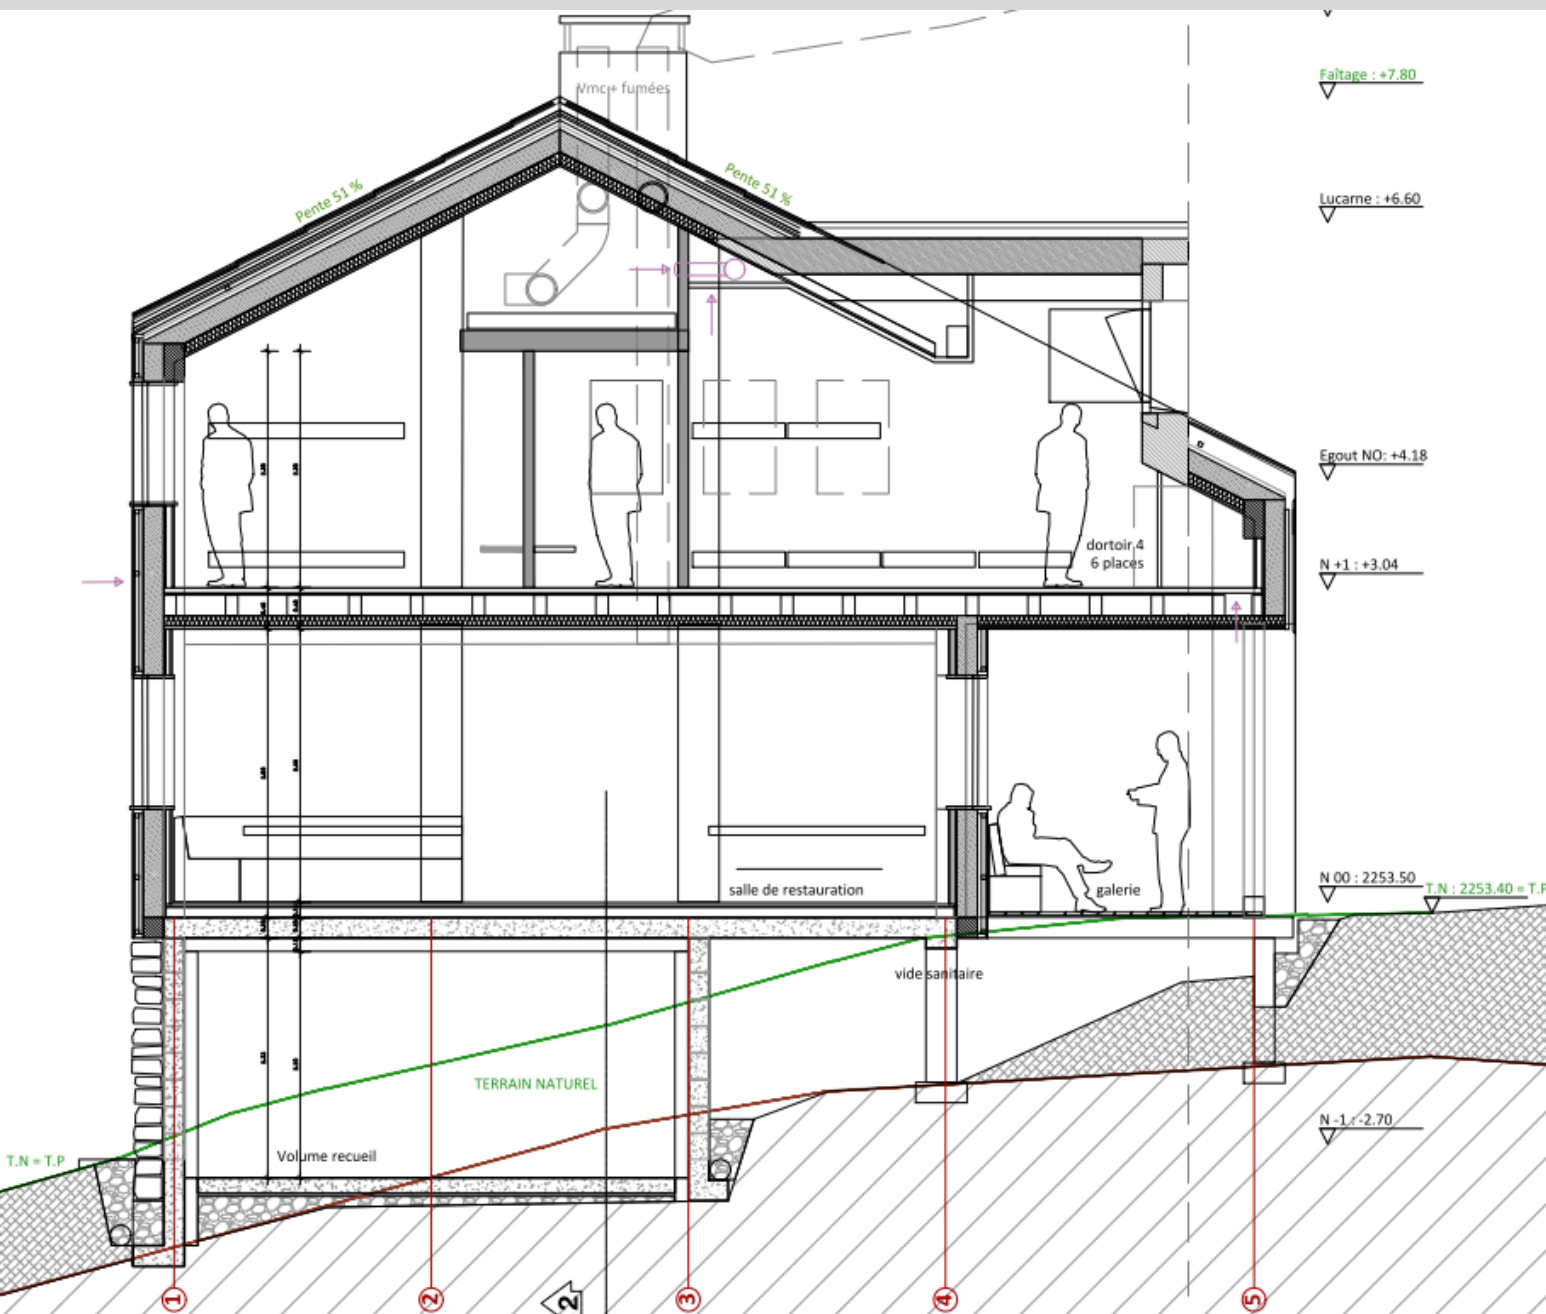 Vmc + fumées
Faîtage : +7.80
Pente 51 %
Pente 51 %
Lucarne : +6.60
Egout NO: +4.18
dortoir 4
6 places
N +1 : +3.04
salle de restauration
galerie
N 00 : 2253.50
T.N : 2253.40 = T.P
vide sanitaire
TERRAIN NATUREL
N -1 : -2.70
Volume recueil
T.N = T.P
1
2
2
3
4
5